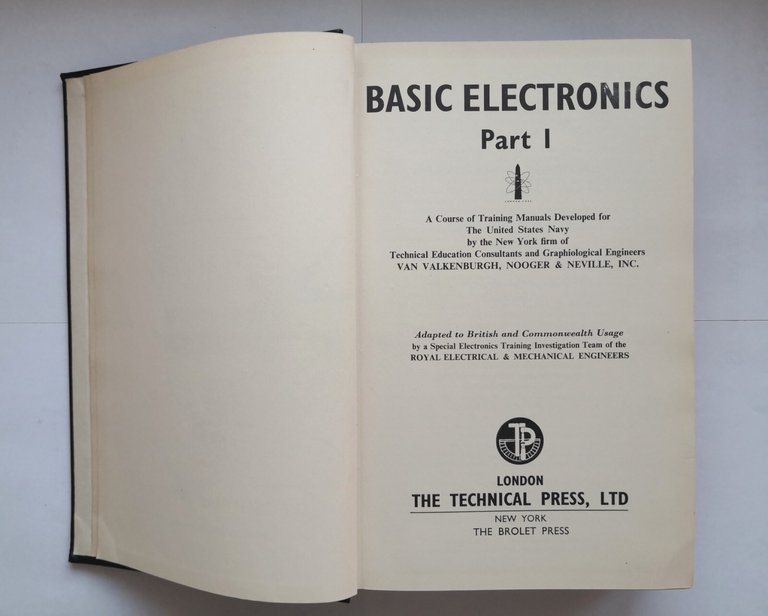 BASIC ELECTRONICS
Part 1
A Course of Training Manuals Developed for
The United States Navy
by the New York firm of
Technical Education Consultants and Graphiological Engineers
VAN VALKENBURGH, NOOGER & NEVILLE, INC.
Adapted to British and Commonwealth Usage
by a Special Electronics Training Investigation Team of the
ROYAL ELECTRICAL & MECHANICAL ENGINEERS
TP
LONDON
THE TECHNICAL PRESS, LTD
NEW YORK
THE BROLET PRESS